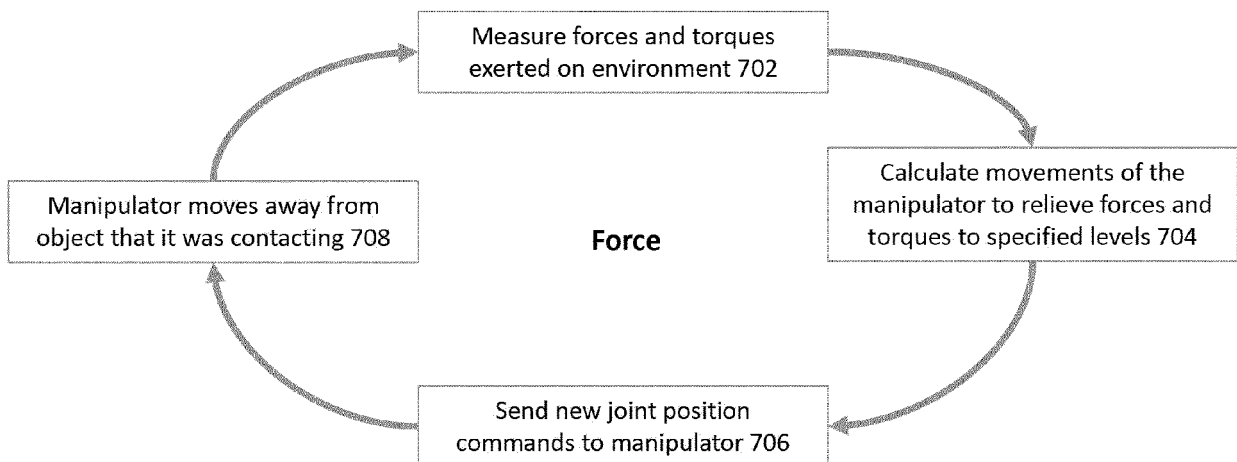 Measure forces and torques
exerted on environment 702
Calculate movements of the
manipulator to relieve forces and
torques to specified levels 704
Manipulator moves away from
object that it was contacting 708
Force
Send new joint position
commands to manipulator 706